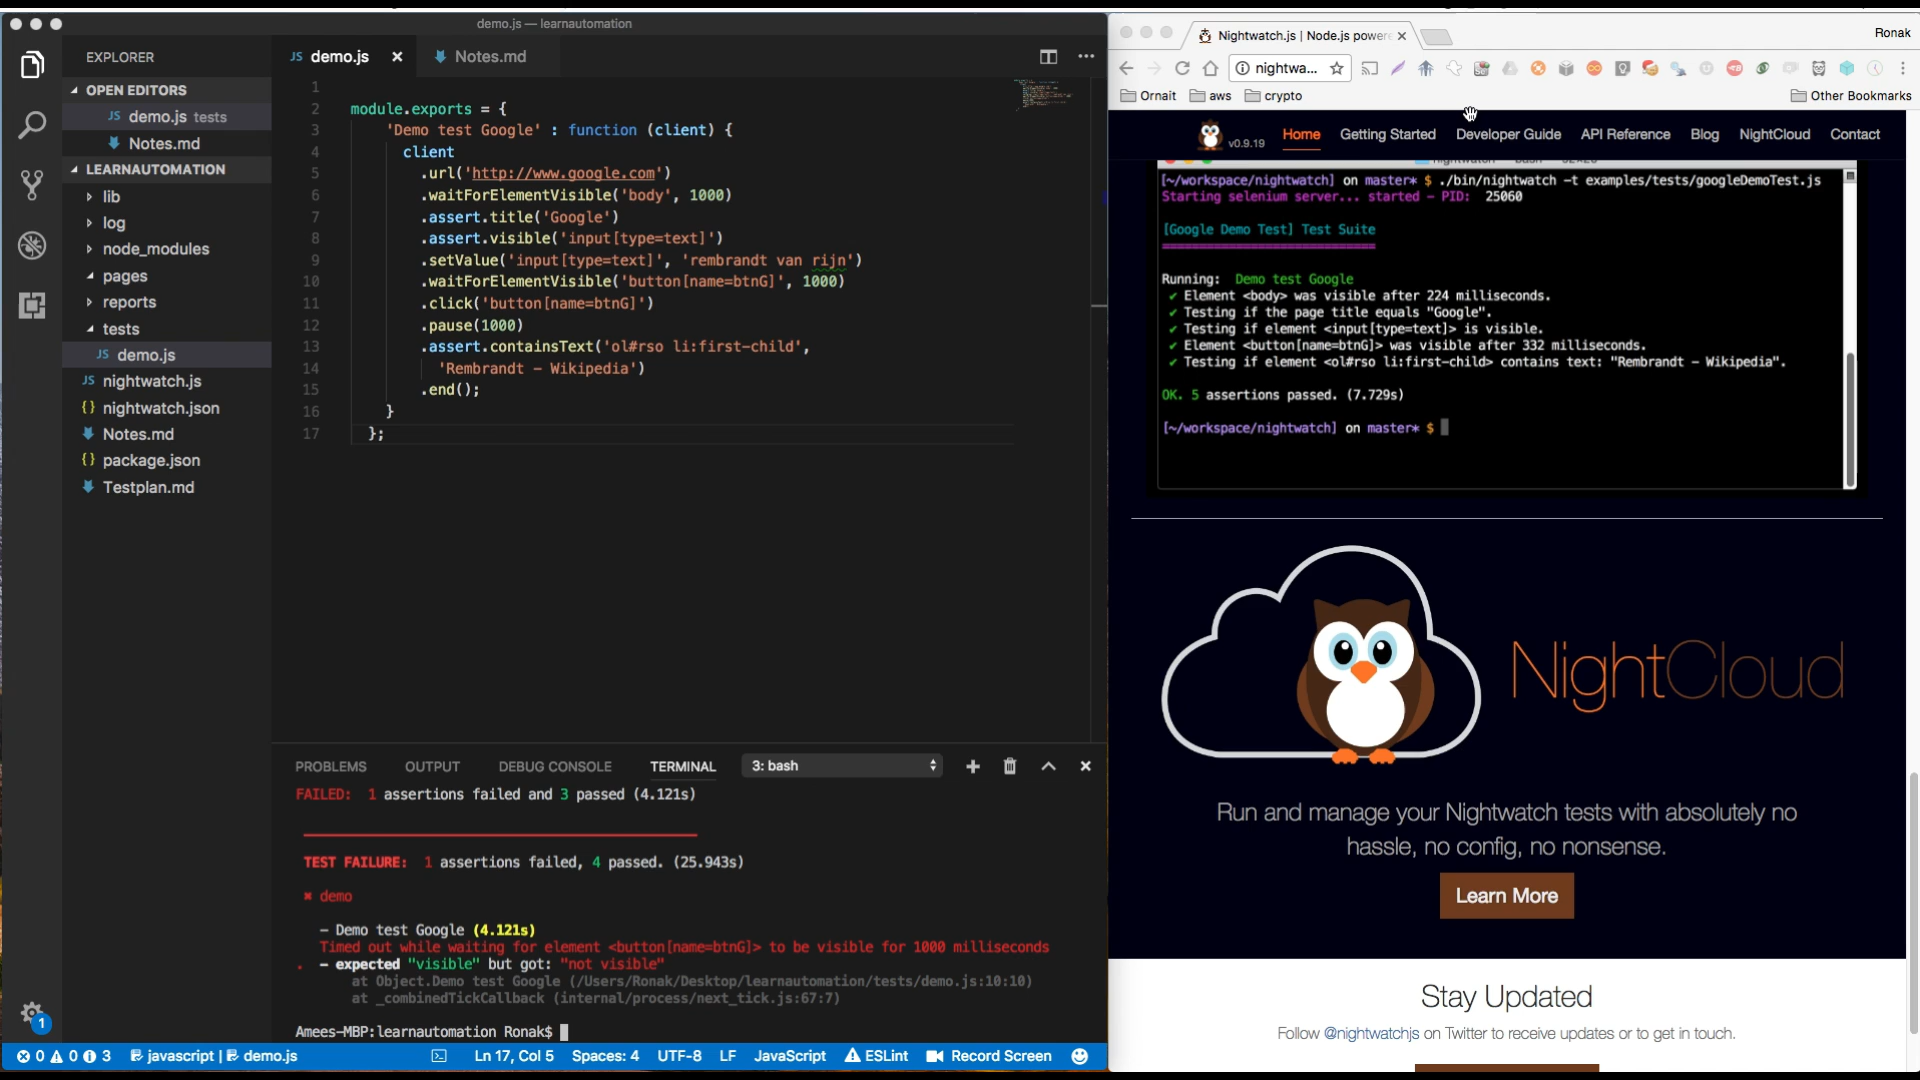 demo.js — learnautomation
EXPLORER
OPEN EDITORS
JS demo.js tests
Notes.md
LEARNAUTOMATION
lib
log
node_modules
pages
reports
tests
JS demo.js
JS nightwatch.js
{} nightwatch.json
Notes.md
{} package.json
Testplan.md
1
JS demo.js
Notes.md
1
2 module.exports = {
3 'Demo test Google' : function (client) {
4 client
5 .url('http://www.google.com')
6 .waitForElementVisible('body', 1000)
7 .assert.title('Google')
8 .assert.visible('input[type=text]')
9 .setValue('input[type=text]', 'rembrandt van rijn')
10 .waitForElementVisible('button[name=btnG]', 1000)
11 .click('button[name=btnG]')
12 .pause(1000)
13 .assert.containsText('ol#rso li:first-child',
14 'Rembrandt - Wikipedia')
15 .end();
16 }
17 };
PROBLEMS OUTPUT DEBUG CONSOLE TERMINAL 3: bash
FAILED: 1 assertions failed and 3 passed (4.121s)
TEST FAILURE: 1 assertions failed, 4 passed. (25.943s)
✖ demo
- Demo test Google (4.121s)
Timed out while waiting for element <button[name=btnG]> to be visible for 1000 milliseconds
. - expected "visible" but got: "not visible"
at Object.Demo test Google (/Users/Ronak/Desktop/learnautomation/tests/demo.js:10:10)
at _combinedTickCallback (internal/process/next_tick.js:67:7)
Amees-MBP:learnautomation Ronak$
0 0 3 javascript | demo.js Ln 17, Col 5 Spaces: 4 UTF-8 LF JavaScript ESLint Record Screen
Nightwatch.js | Node.js powere
Ronak
nightwa...
Ornait aws crypto Other Bookmarks
v0.9.19 Home Getting Started Developer Guide API Reference Blog NightCloud Contact
[~/workspace/nightwatch] on master* $ ./bin/nightwatch -t examples/tests/googleDemoTest.js
Starting selenium server... started - PID: 25060
[Google Demo Test] Test Suite
Running: Demo test Google
✔ Element <body> was visible after 224 milliseconds.
✔ Testing if the page title equals "Google".
✔ Testing if element <input[type=text]> is visible.
✔ Element <button[name=btnG]> was visible after 332 milliseconds.
✔ Testing if element <ol#rso li:first-child> contains text: "Rembrandt - Wikipedia".
OK. 5 assertions passed. (7.729s)
[~/workspace/nightwatch] on master* $
NightCloud
Run and manage your Nightwatch tests with absolutely no
hassle, no config, no nonsense.
Learn More
Stay Updated
Follow @nightwatchjs on Twitter to receive updates or to get in touch.